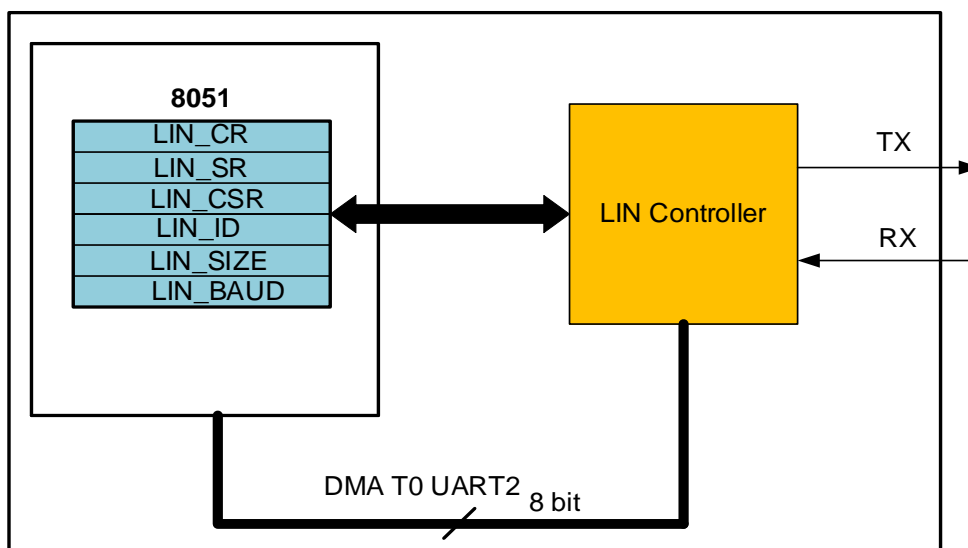 8051
LIN_CR
LIN_SR
LIN_CSR
LIN_ID
LIN_SIZE
LIN_BAUD
LIN Controller
TX
RX
DMA T0 UART2
8 bit